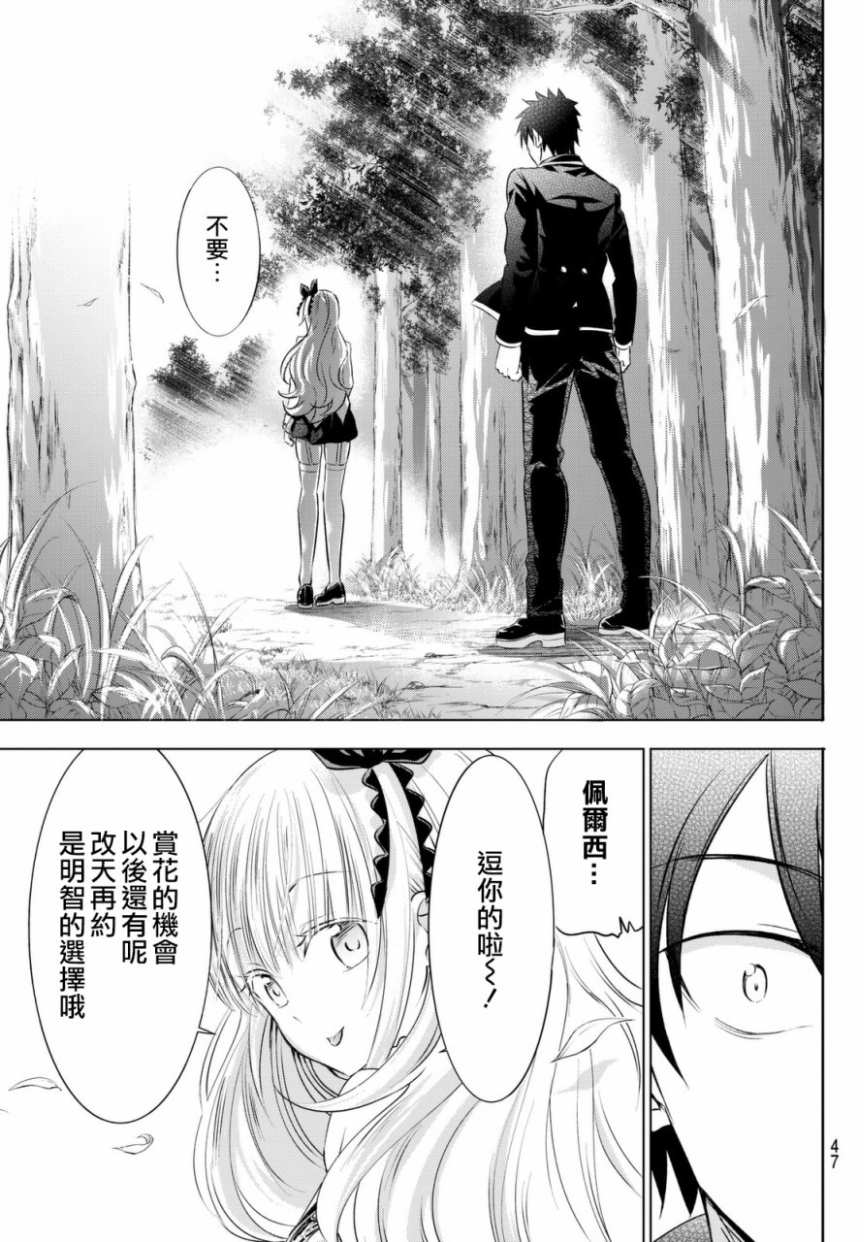 不要…
佩爾西…
逗你的啦～！
賞花的機會
以後還有呢
改天再約
是明智的選擇哦
47